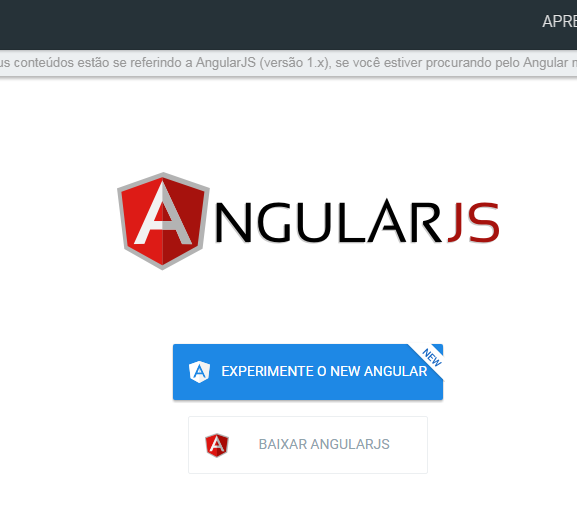 APRE
us conteúdos estão se referindo a AngularJS (versão 1.x), se você estiver procurando pelo Angular
ANGULARJS
NEW
EXPERIMENTE O NEW ANGULAR
BAIXAR ANGULARJS